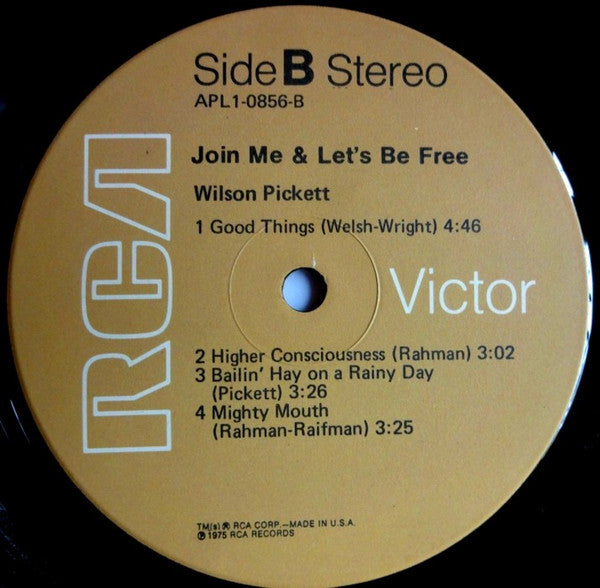 Side B Stereo
APL1-0856-B
Join Me & Let's Be Free
Wilson Pickett
1 Good Things (Welsh-Wright) 4:46
RCA
Victor
2 Higher Consciousness (Rahman) 3:02
3 Bailin' Hay on a Rainy Day
(Pickett) 3:26
4 Mighty Mouth
(Rahman-Raifman) 3:25
TM(s) ® RCA CORP.—MADE IN U.S.A.
℗ 1975 RCA RECORDS